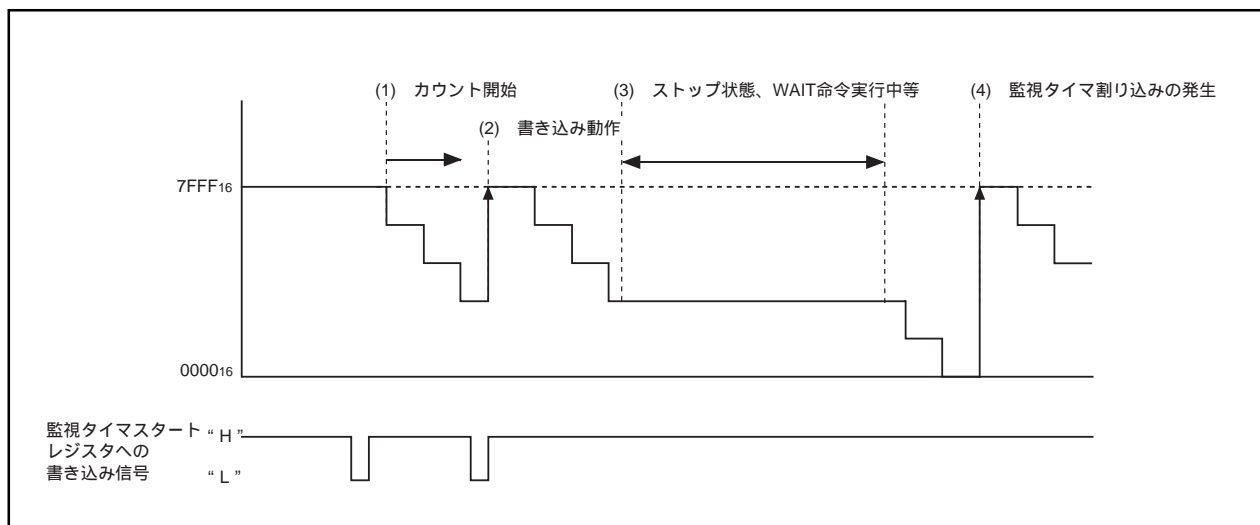 (1) カウント開始
(2) 書き込み動作
(3) ストップ状態、WAIT命令実行中等
(4) 監視タイマ割り込みの発生
7FFF16
000016
監視タイマスタート
レジスタへの
書き込み信号
“ H ”
“ L ”